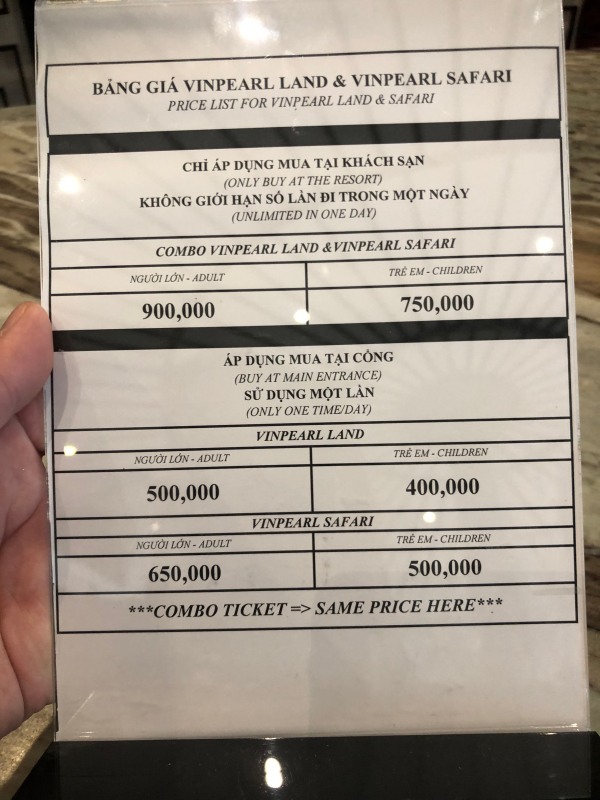 BẢNG GIÁ VINPEARL LAND & VINPEARL SAFARI
PRICE LIST FOR VINPEARL LAND & SAFARI
CHỈ ÁP DỤNG MUA TẠI KHÁCH SẠN
(ONLY BUY AT THE RESORT)
KHÔNG GIỚI HẠN SỐ LẦN ĐI TRONG MỘT NGÀY
(UNLIMITED IN ONE DAY)
COMBO VINPEARL LAND &VINPEARL SAFARI
NGƯỜI LỚN - ADULT TRẺ EM - CHILDREN
900,000 750,000
ÁP DỤNG MUA TẠI CỔNG
(BUY AT MAIN ENTRANCE)
SỬ DỤNG MỘT LẦN
(ONLY ONE TIME/DAY)
VINPEARL LAND
NGƯỜI LỚN - ADULT TRẺ EM - CHILDREN
500,000 400,000
VINPEARL SAFARI
NGƯỜI LỚN - ADULT TRẺ EM - CHILDREN
650,000 500,000
***COMBO TICKET => SAME PRICE HERE***